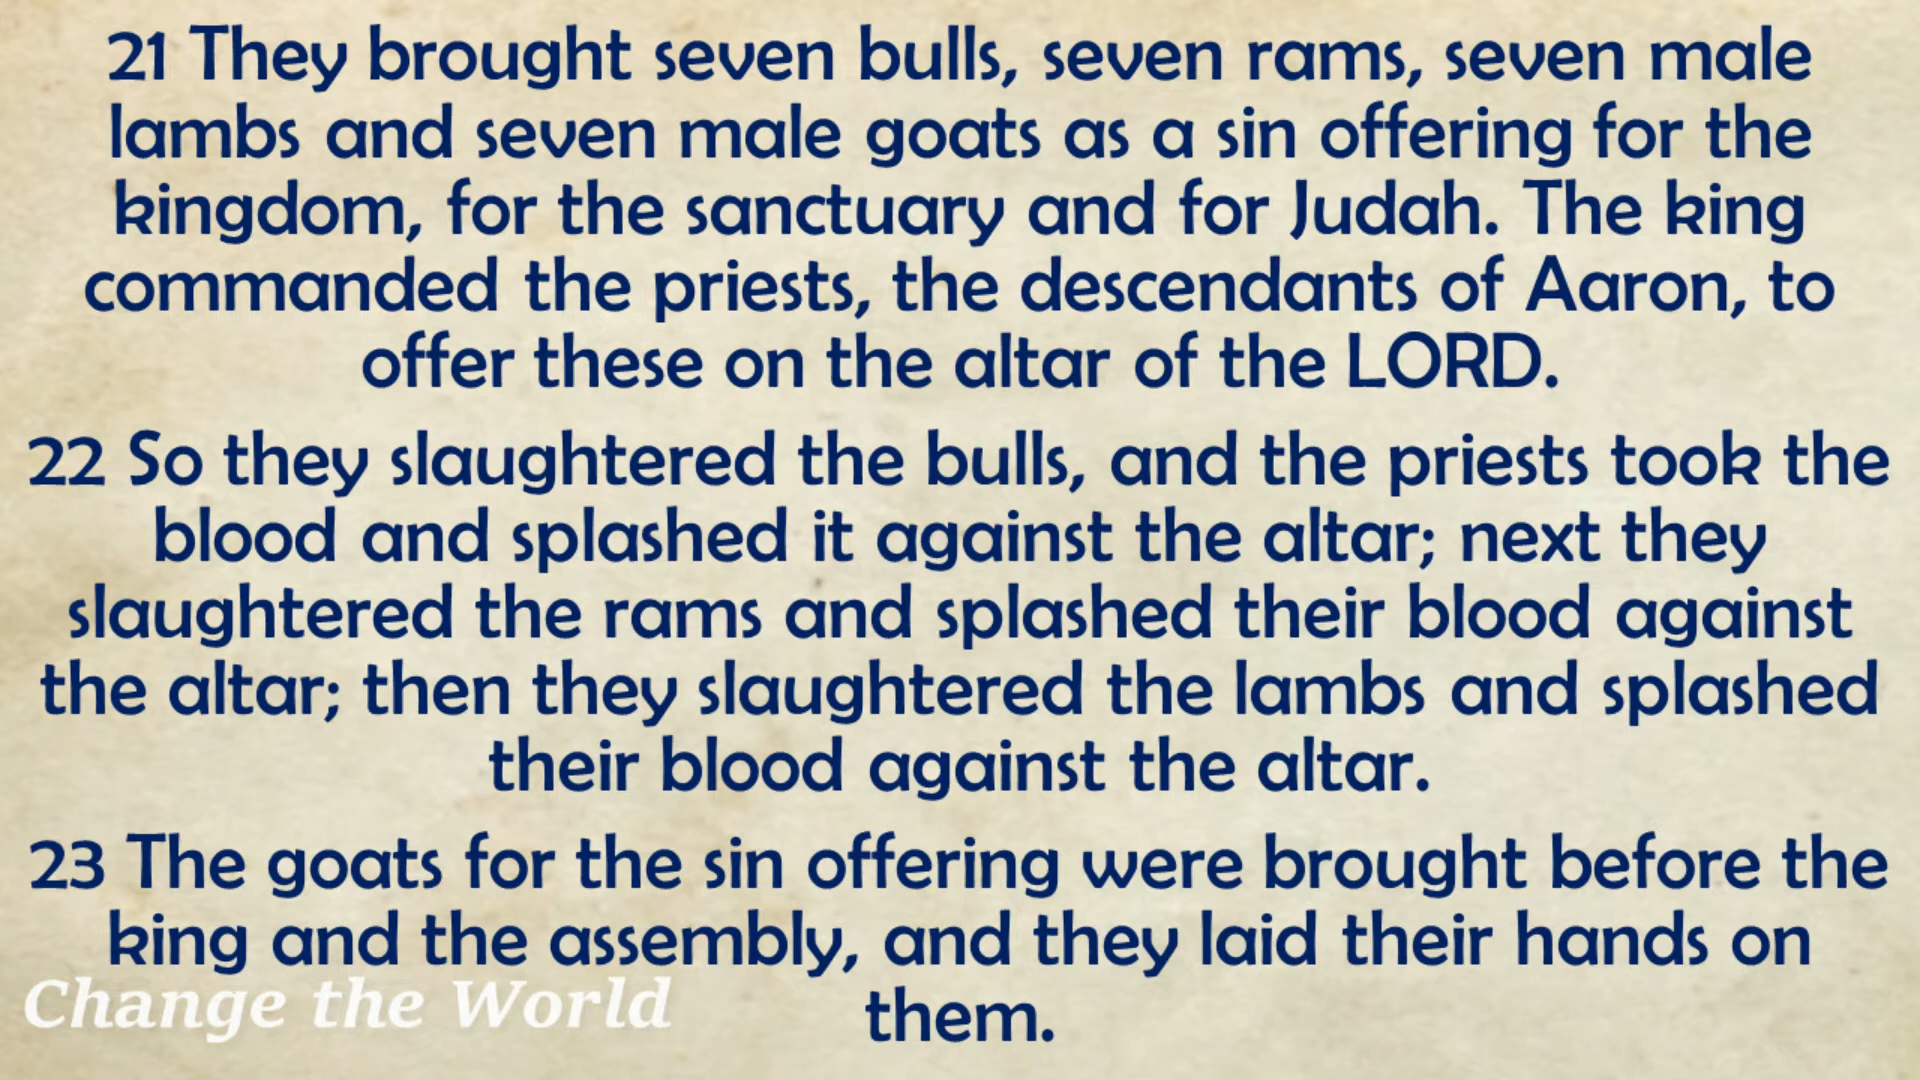 21 They brought seven bulls, seven rams, seven male
lambs and seven male goats as a sin offering for the
kingdom, for the sanctuary and for Judah. The king
commanded the priests, the descendants of Aaron, to
offer these on the altar of the LORD.
22 So they slaughtered the bulls, and the priests took the
blood and splashed it against the altar; next they
slaughtered the rams and splashed their blood against
the altar; then they slaughtered the lambs and splashed
their blood against the altar.
23 The goats for the sin offering were brought before the
king and the assembly, and they laid their hands on
them.
Change the World